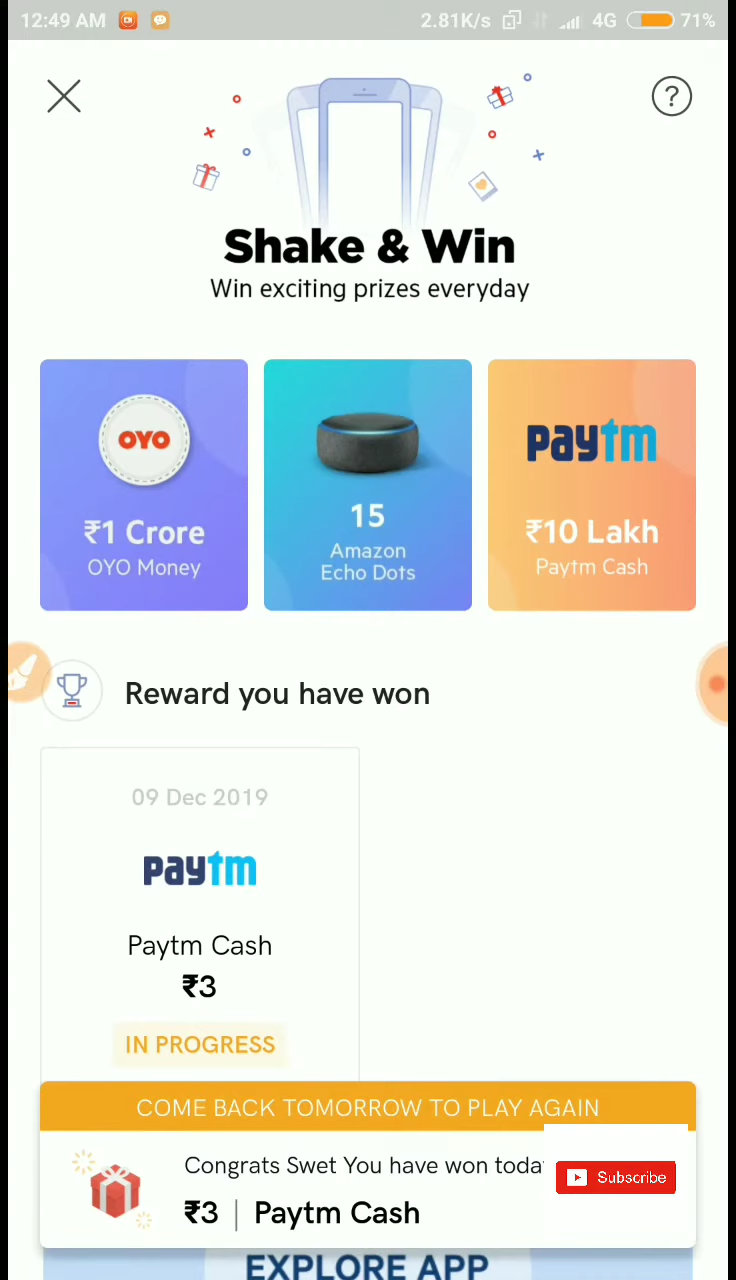 12:49 AM 2.81K/s 4G 71%
?
Shake & Win
Win exciting prizes everyday
OYO
₹1 Crore
OYO Money
15
Amazon
Echo Dots
paytm
₹10 Lakh
Paytm Cash
Reward you have won
09 Dec 2019
paytm
Paytm Cash
₹3
IN PROGRESS
COME BACK TOMORROW TO PLAY AGAIN
Congrats Swet You have won
Subscribe
₹3 | Paytm Cash
EXPLORE APP